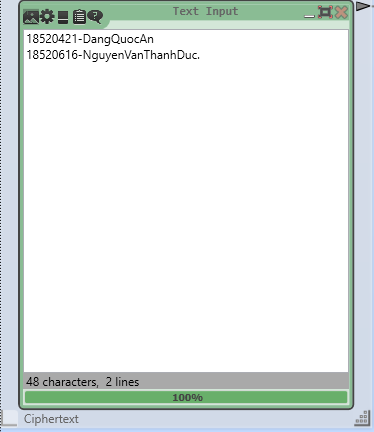 Text Input
18520421-DangQuocAn
18520616-NguyenVanThanhDuc.
48 characters,  2 lines
100%
Ciphertext